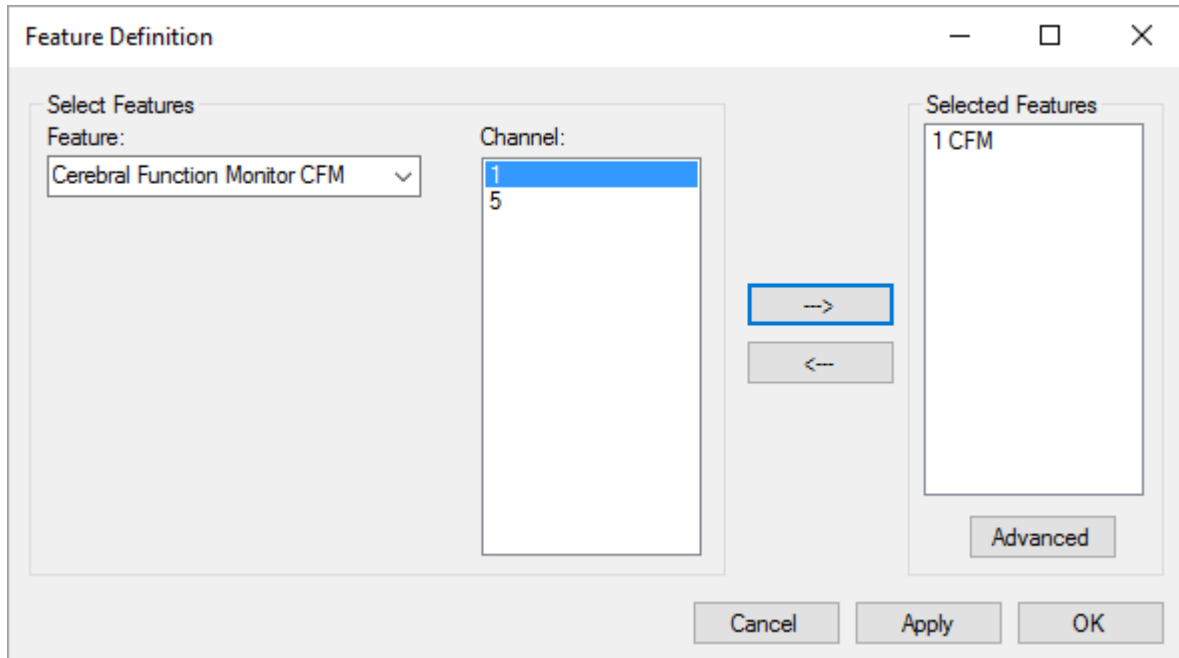 Feature Definition
Select Features
Feature:
Cerebral Function Monitor CFM
Channel:
1
5
--->
<---
Selected Features
1 CFM
Advanced
Cancel
Apply
OK